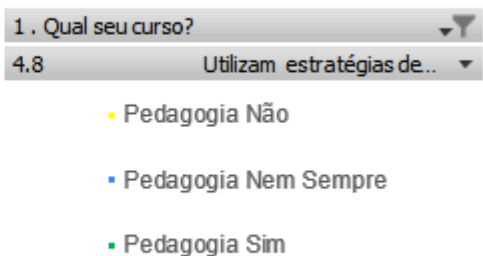 1 . Qual seu curso?
4.8 Utilizam estratégias de...
Pedagogia Não
Pedagogia Nem Sempre
Pedagogia Sim